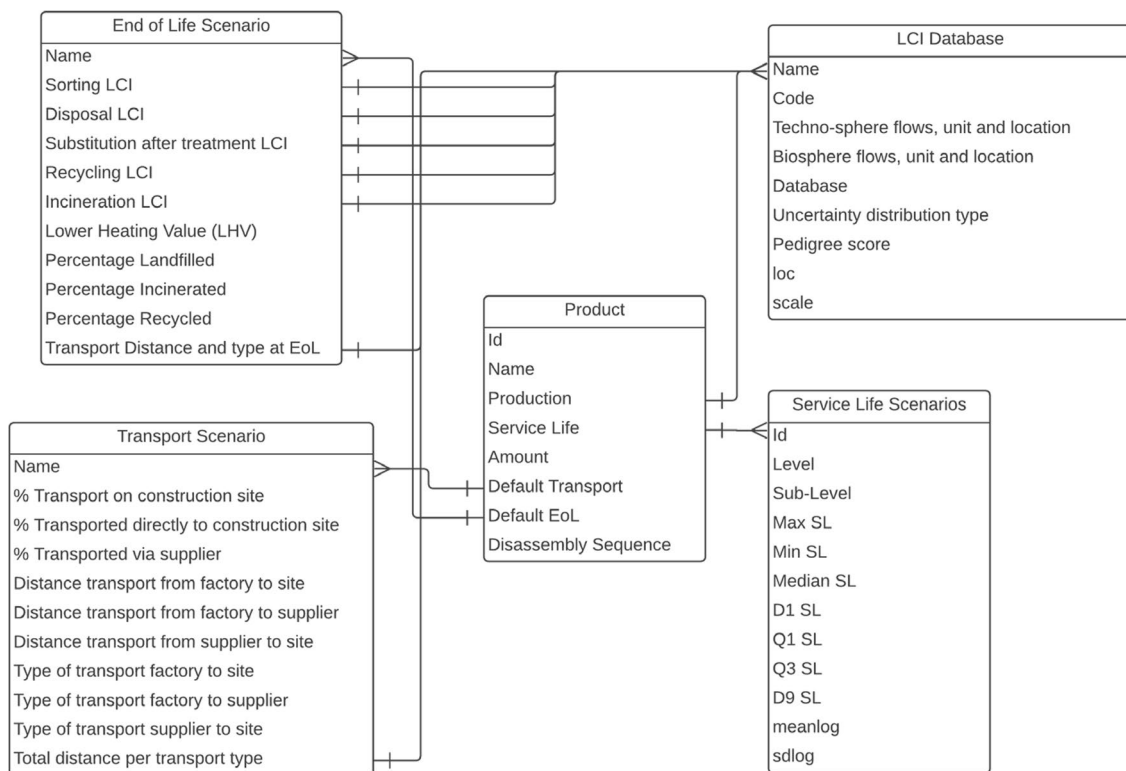 End of Life Scenario
Name
Sorting LCI
Disposal LCI
Substitution after treatment LCI
Recycling LCI
Incineration LCI
Lower Heating Value (LHV)
Percentage Landfilled
Percentage Incinerated
Percentage Recycled
Transport Distance and type at EoL
LCI Database
Name
Code
Techno-sphere flows, unit and location
Biosphere flows, unit and location
Database
Uncertainty distribution type
Pedigree score
loc
scale
Product
Id
Name
Production
Service Life
Amount
Default Transport
Default EoL
Disassembly Sequence
Transport Scenario
Name
% Transport on construction site
% Transported directly to construction site
% Transported via supplier
Distance transport from factory to site
Distance transport from factory to supplier
Distance transport from supplier to site
Type of transport factory to site
Type of transport factory to supplier
Type of transport supplier to site
Total distance per transport type
Service Life Scenarios
Id
Level
Sub-Level
Max SL
Min SL
Median SL
D1 SL
Q1 SL
Q3 SL
D9 SL
meanlog
sdlog